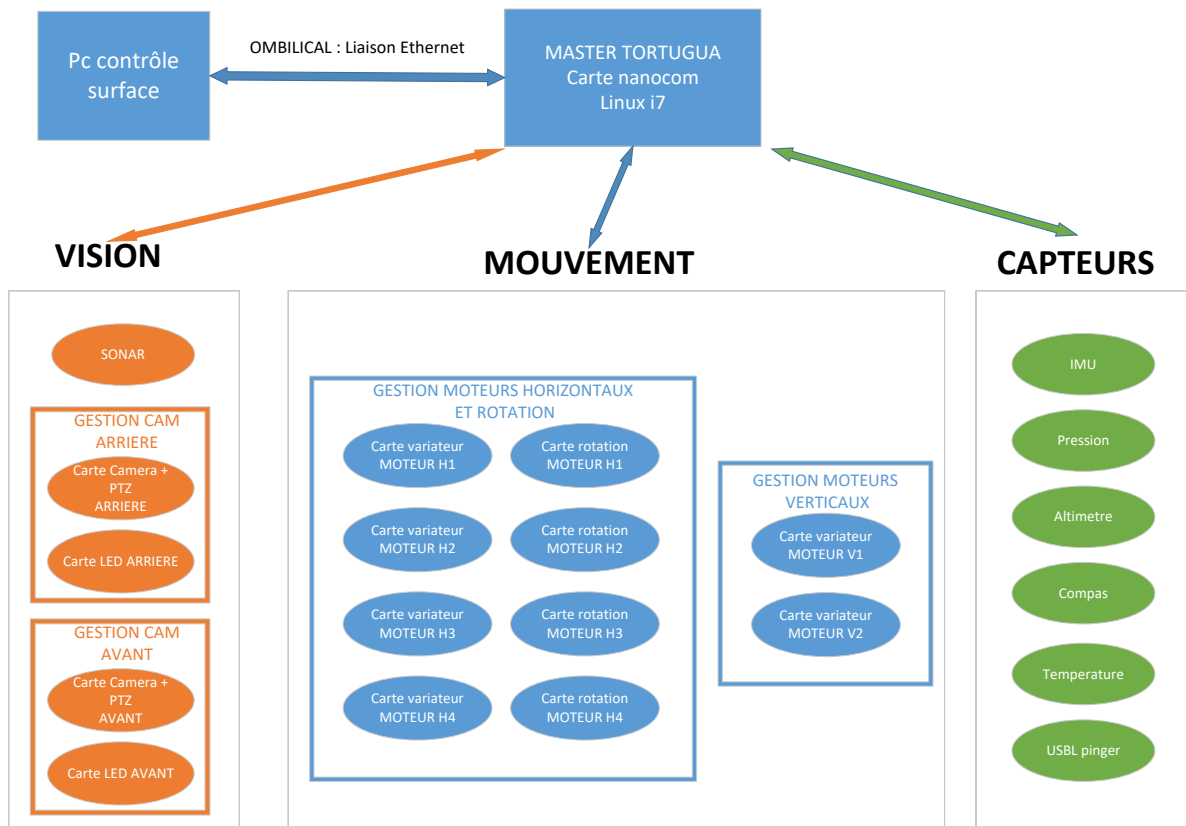 Pc contrôle
surface
OMBILICAL : Liaison Ethernet
MASTER TORTUGUA
Carte nanocom
Linux i7
VISION
SONAR
GESTION CAM
ARRIERE
Carte Camera +
PTZ
ARRIERE
Carte LED ARRIERE
GESTION CAM
AVANT
Carte Camera +
PTZ
AVANT
Carte LED AVANT
MOUVEMENT
GESTION MOTEURS HORIZONTAUX
ET ROTATION
Carte variateur
MOTEUR H1
Carte rotation
MOTEUR H1
Carte variateur
MOTEUR H2
Carte rotation
MOTEUR H2
Carte variateur
MOTEUR H3
Carte rotation
MOTEUR H3
Carte variateur
MOTEUR H4
Carte rotation
MOTEUR H4
GESTION MOTEURS
VERTICAUX
Carte variateur
MOTEUR V1
Carte variateur
MOTEUR V2
CAPTEURS
IMU
Pression
Altimetre
Compas
Temperature
USBL pinger